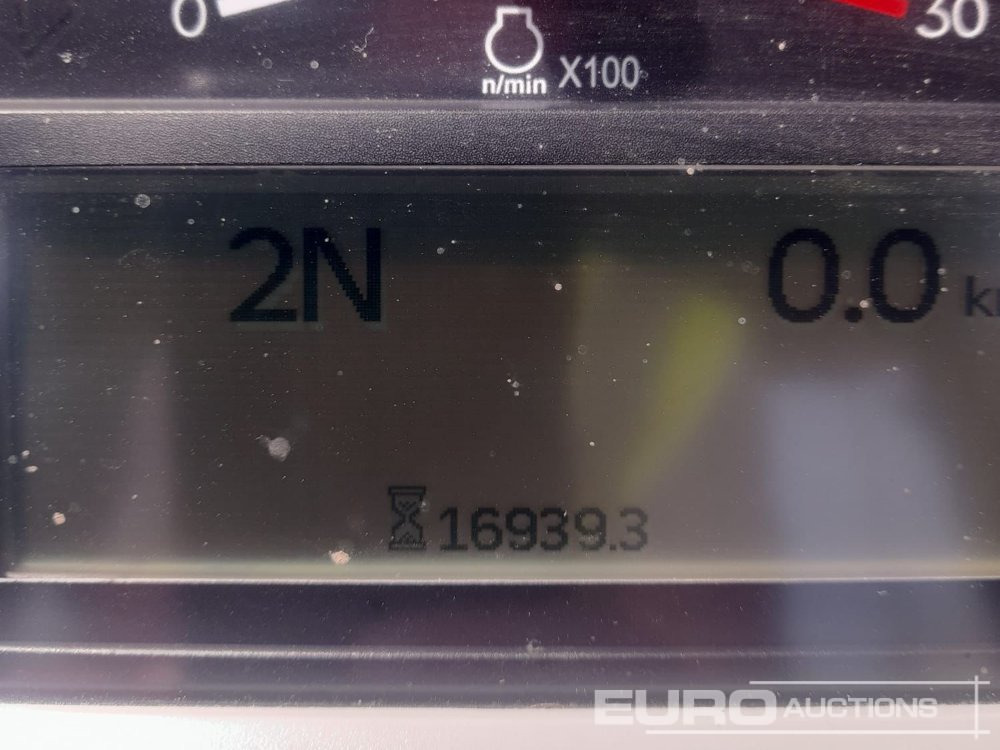 0 30
n/min X100
2N 0.0
16939.3
EURO AUCTIONS